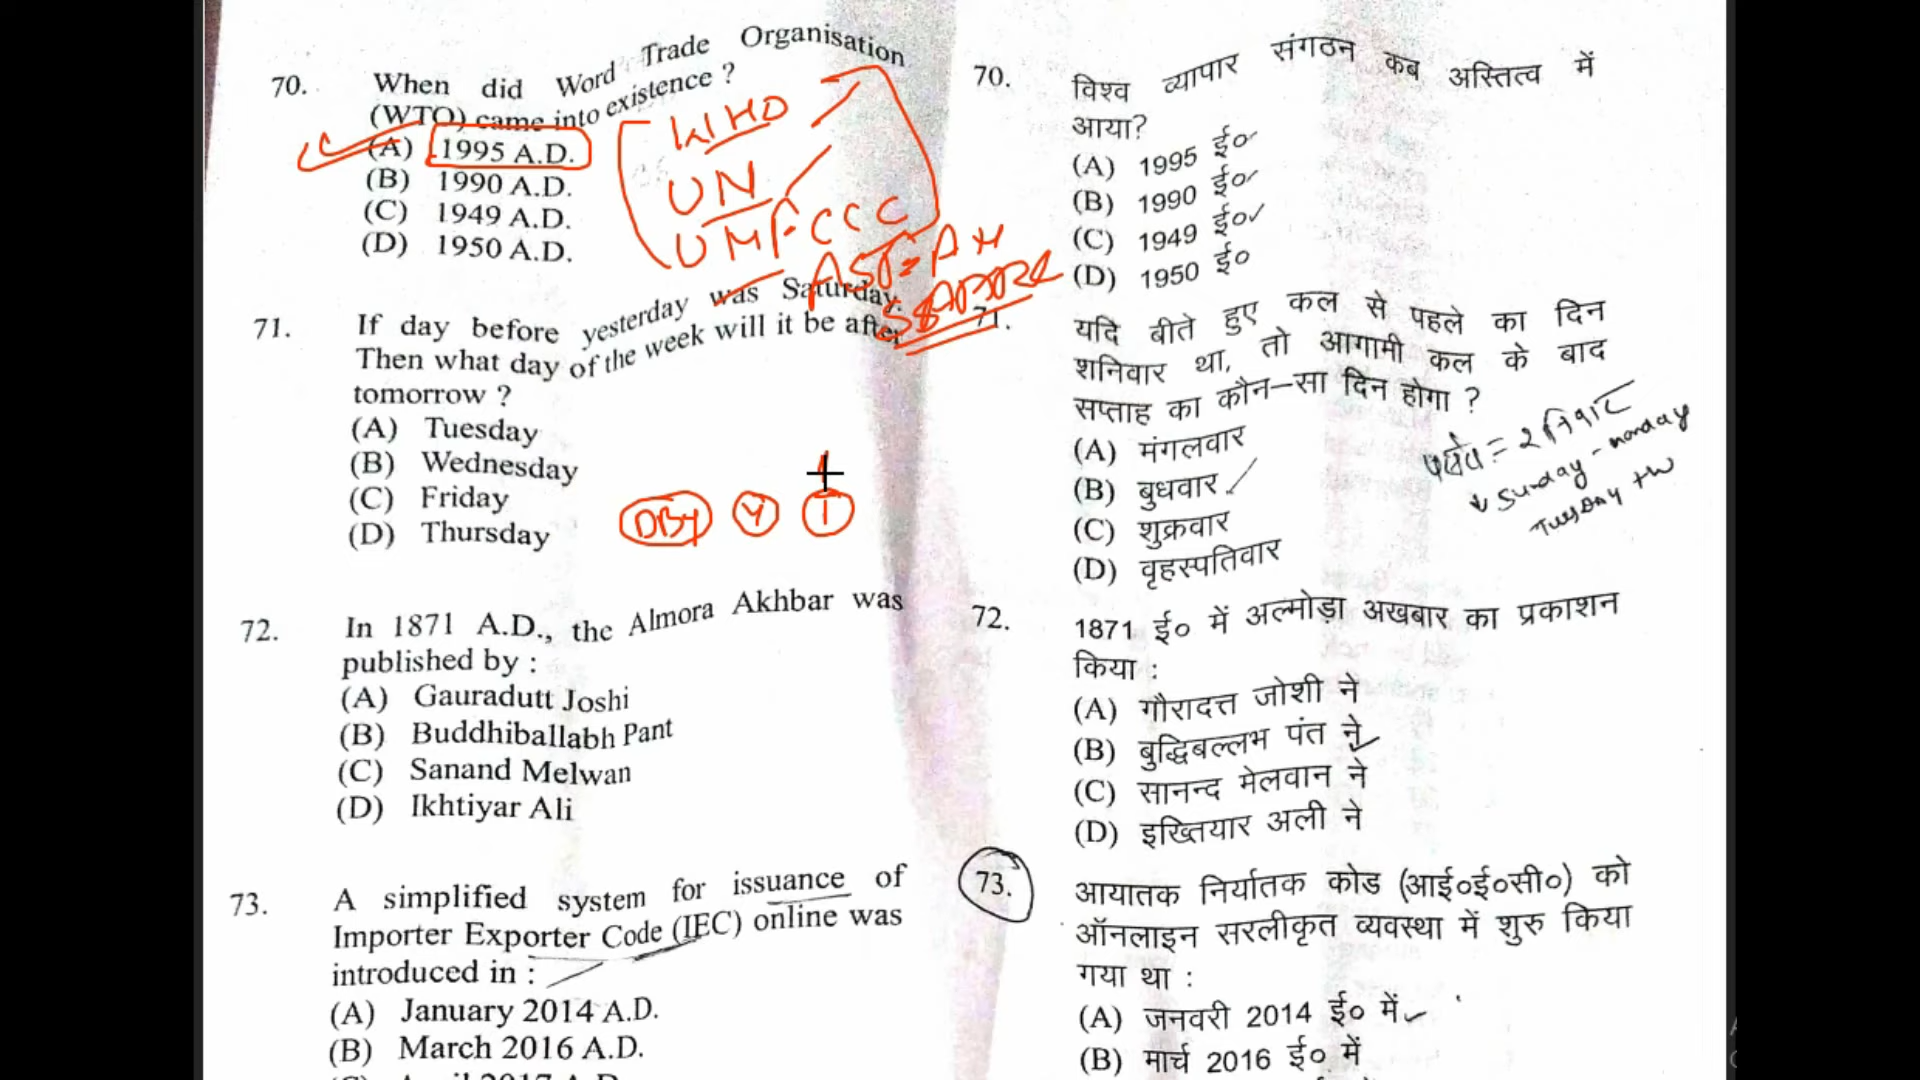 70. When did Word Trade Organisation
(WTO) came into existence ?
(A) 1995 A.D.
(B) 1990 A.D.
(C) 1949 A.D.
(D) 1950 A.D.
WHO
UN
UNFCCC
71. If day before yesterday was Saturday.
Then what day of the week will it be after
tomorrow ?
(A) Tuesday
(B) Wednesday
(C) Friday
(D) Thursday
DBY Y T
72. In 1871 A.D., the Almora Akhbar was
published by :
(A) Gauradutt Joshi
(B) Buddhiballabh Pant
(C) Sanand Melwan
(D) Ikhtiyar Ali
73. A simplified system for issuance of
Importer Exporter Code (IEC) online was
introduced in :
(A) January 2014 A.D.
(B) March 2016 A.D.
70. विश्व व्यापार संगठन कब अस्तित्व में
आया?
(A) 1995 ई०
(B) 1990 ई०
(C) 1949 ई०
(D) 1950 ई०
71. यदि बीते हुए कल से पहले का दिन
शनिवार था, तो आगामी कल के बाद
सप्ताह का कौन–सा दिन होगा ?
(A) मंगलवार
(B) बुधवार
(C) शुक्रवार
(D) वृहस्पतिवार
Sunday - monday
Tuesday
72. 1871 ई० में अल्मोड़ा अखबार का प्रकाशन
किया :
(A) गौरादत्त जोशी ने
(B) बुद्धिबल्लभ पंत ने
(C) सानन्द मेलवान ने
(D) इख्तियार अली ने
73. आयातक निर्यातक कोड (आई०ई०सी०) को
ऑनलाइन सरलीकृत व्यवस्था में शुरु किया
गया था :
(A) जनवरी 2014 ई० में
(B) मार्च 2016 ई० में